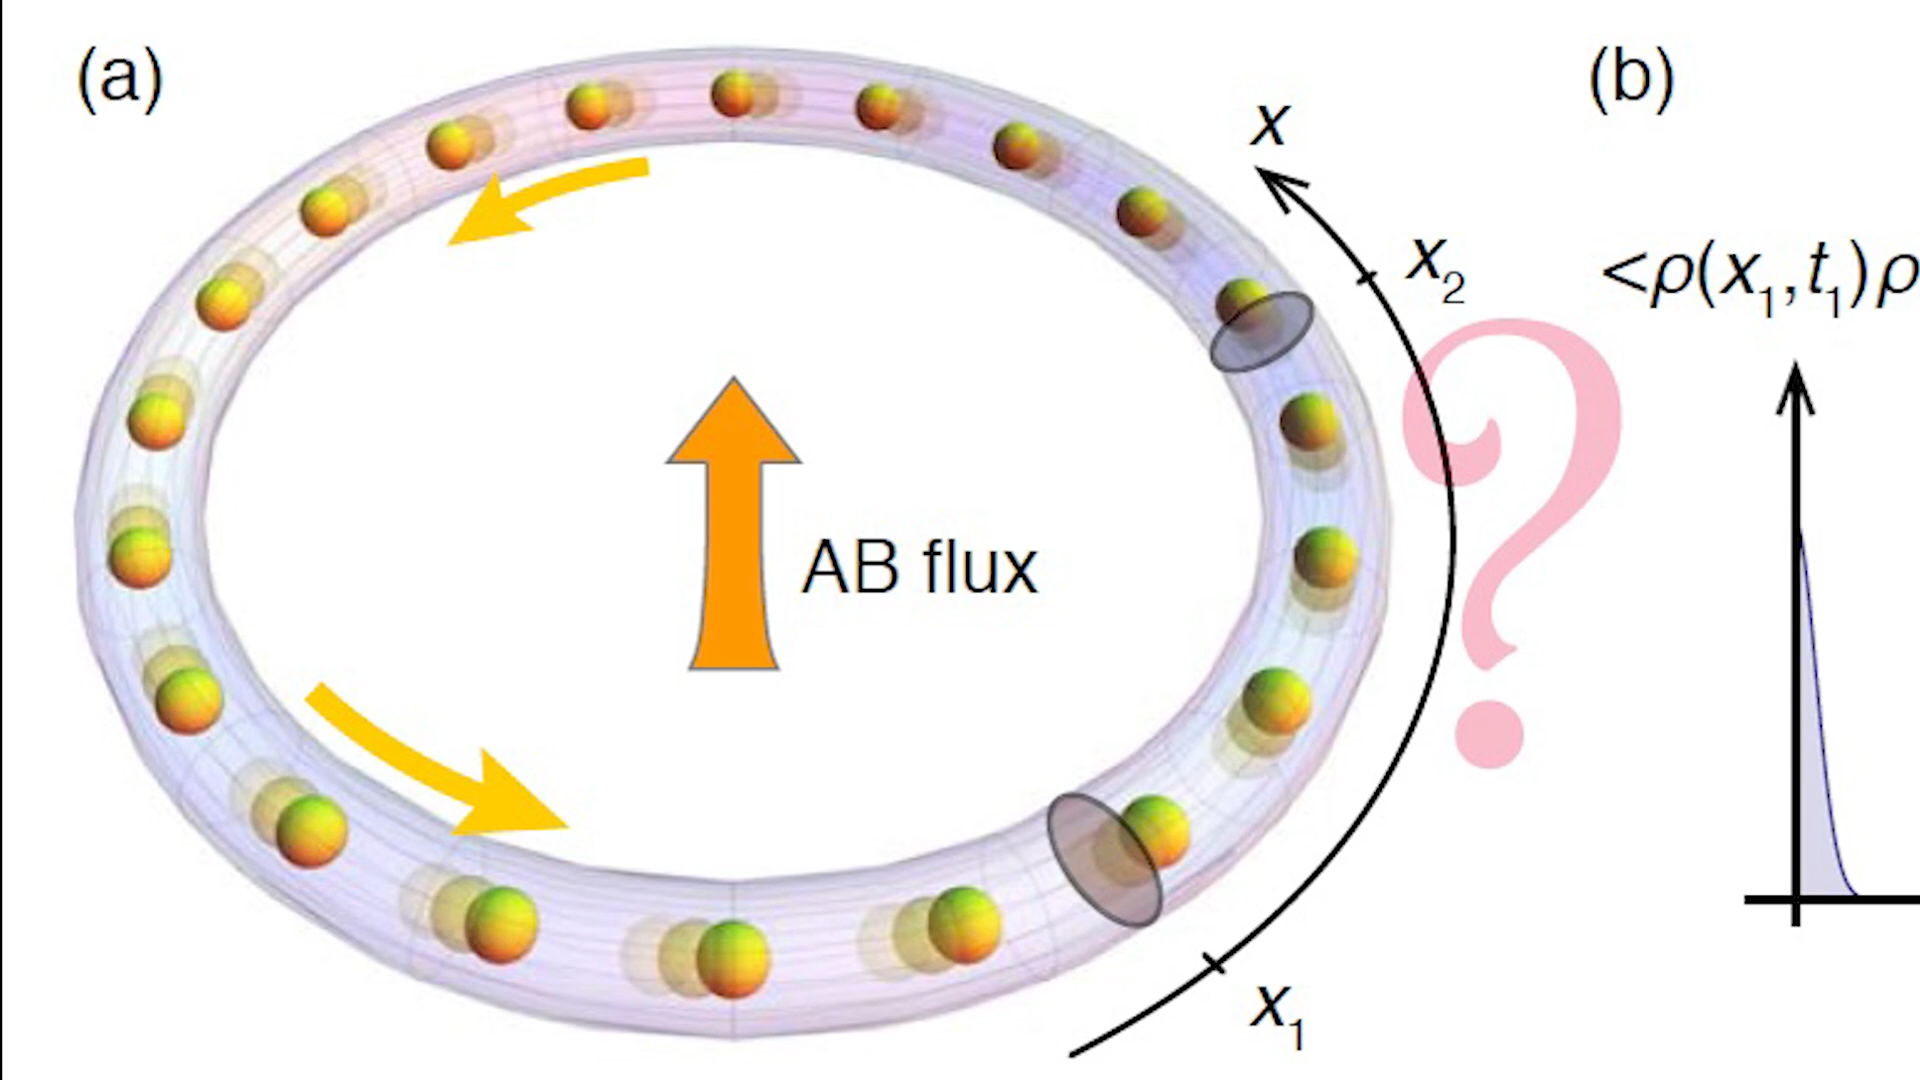 (a)
(b)
x
x₂
<ρ(x₁,t₁)ρ
?
AB flux
x₁